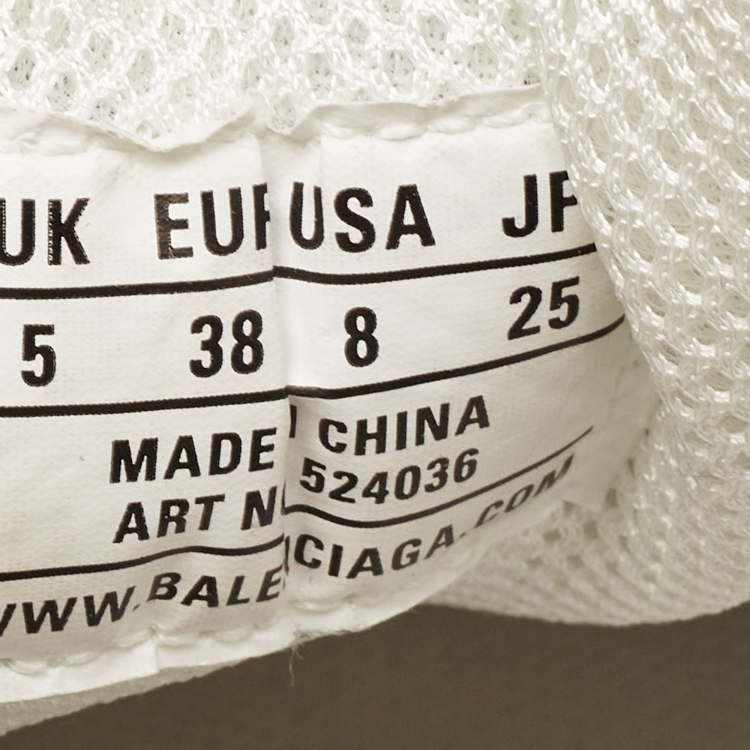 UK EUR USA JP
5 38 8 25
MADE CHINA
ART N 524036
WWW.BALE CIAGA.COM